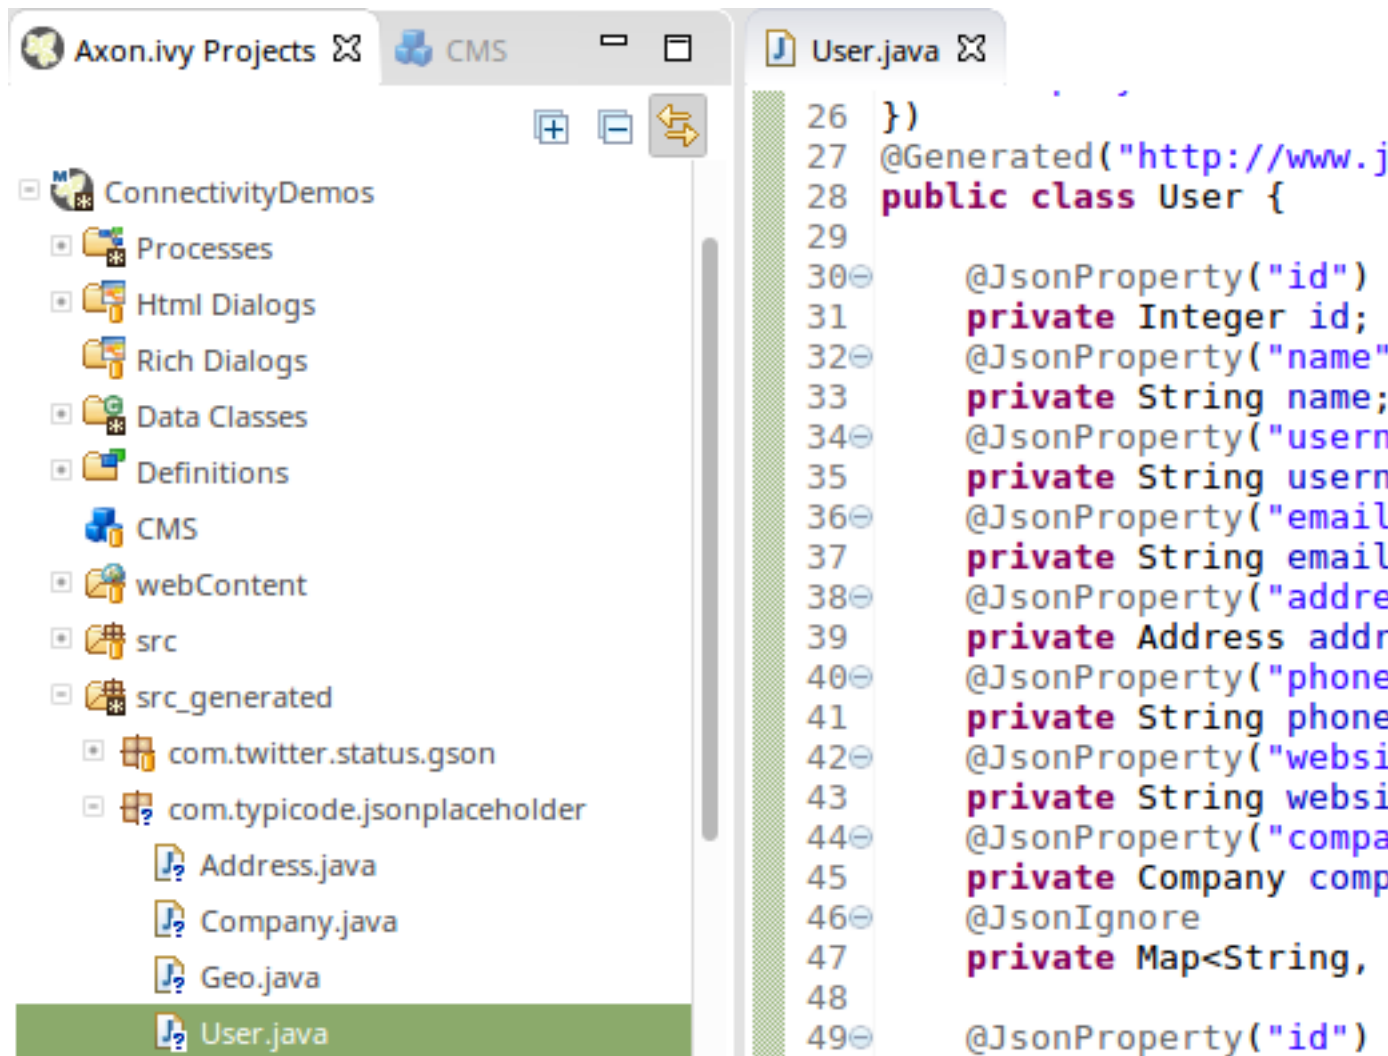 Axon.ivy Projects
CMS
ConnectivityDemos
Processes
Html Dialogs
Rich Dialogs
Data Classes
Definitions
CMS
webContent
src
src_generated
com.twitter.status.gson
com.typicode.jsonplaceholder
Address.java
Company.java
Geo.java
User.java
User.java
26 })
27 @Generated("http://www.j
28 public class User {
29
30 @JsonProperty("id")
31 private Integer id;
32 @JsonProperty("name"
33 private String name;
34 @JsonProperty("usern
35 private String usern
36 @JsonProperty("email
37 private String email
38 @JsonProperty("addre
39 private Address addr
40 @JsonProperty("phone
41 private String phone
42 @JsonProperty("websi
43 private String websi
44 @JsonProperty("compa
45 private Company comp
46 @JsonIgnore
47 private Map<String,
48
49 @JsonProperty("id")